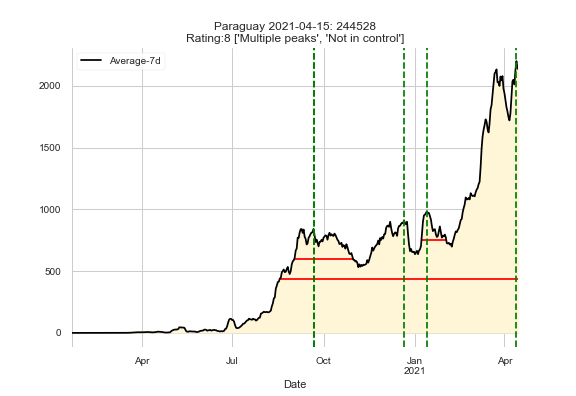 Paraguay 2021-04-15: 244528
Rating:8 ['Multiple peaks', 'Not in control']
Average-7d
2000
1500
1000
500
0
Apr
Jul
Oct
Jan
2021
Apr
Date